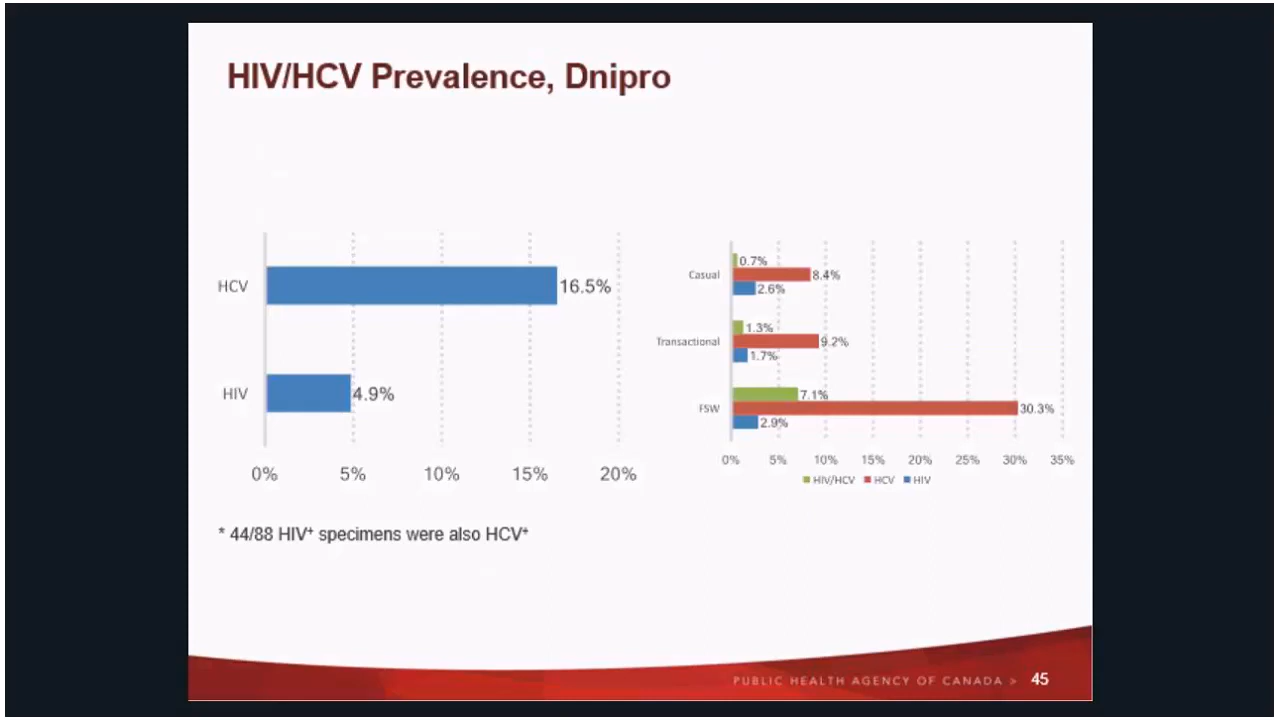 HIV/HCV Prevalence, Dnipro
HCV
16.5%
HIV
4.9%
0% 5% 10% 15% 20%
Casual
0.7%
8.4%
2.6%
Transactional
1.3%
9.2%
1.7%
FSW
7.1%
30.3%
2.9%
0% 5% 10% 15% 20% 25% 30% 35%
HIV/HCV HCV HIV
* 44/88 HIV⁺ specimens were also HCV⁺
PUBLIC HEALTH AGENCY OF CANADA > 45